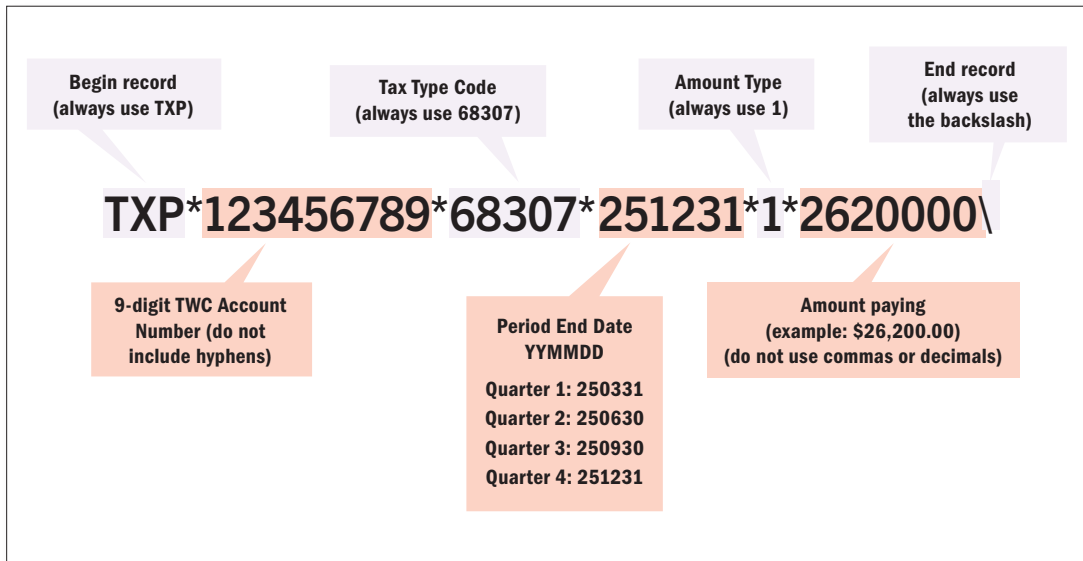 Begin record
(always use TXP)
Tax Type Code
(always use 68307)
Amount Type
(always use 1)
End record
(always use
the backslash)
TXP*123456789*68307*251231*1*2620000\
9-digit TWC Account
Number (do not
include hyphens)
Period End Date
YYMMDD
Quarter 1: 250331
Quarter 2: 250630
Quarter 3: 250930
Quarter 4: 251231
Amount paying
(example: $26,200.00)
(do not use commas or decimals)